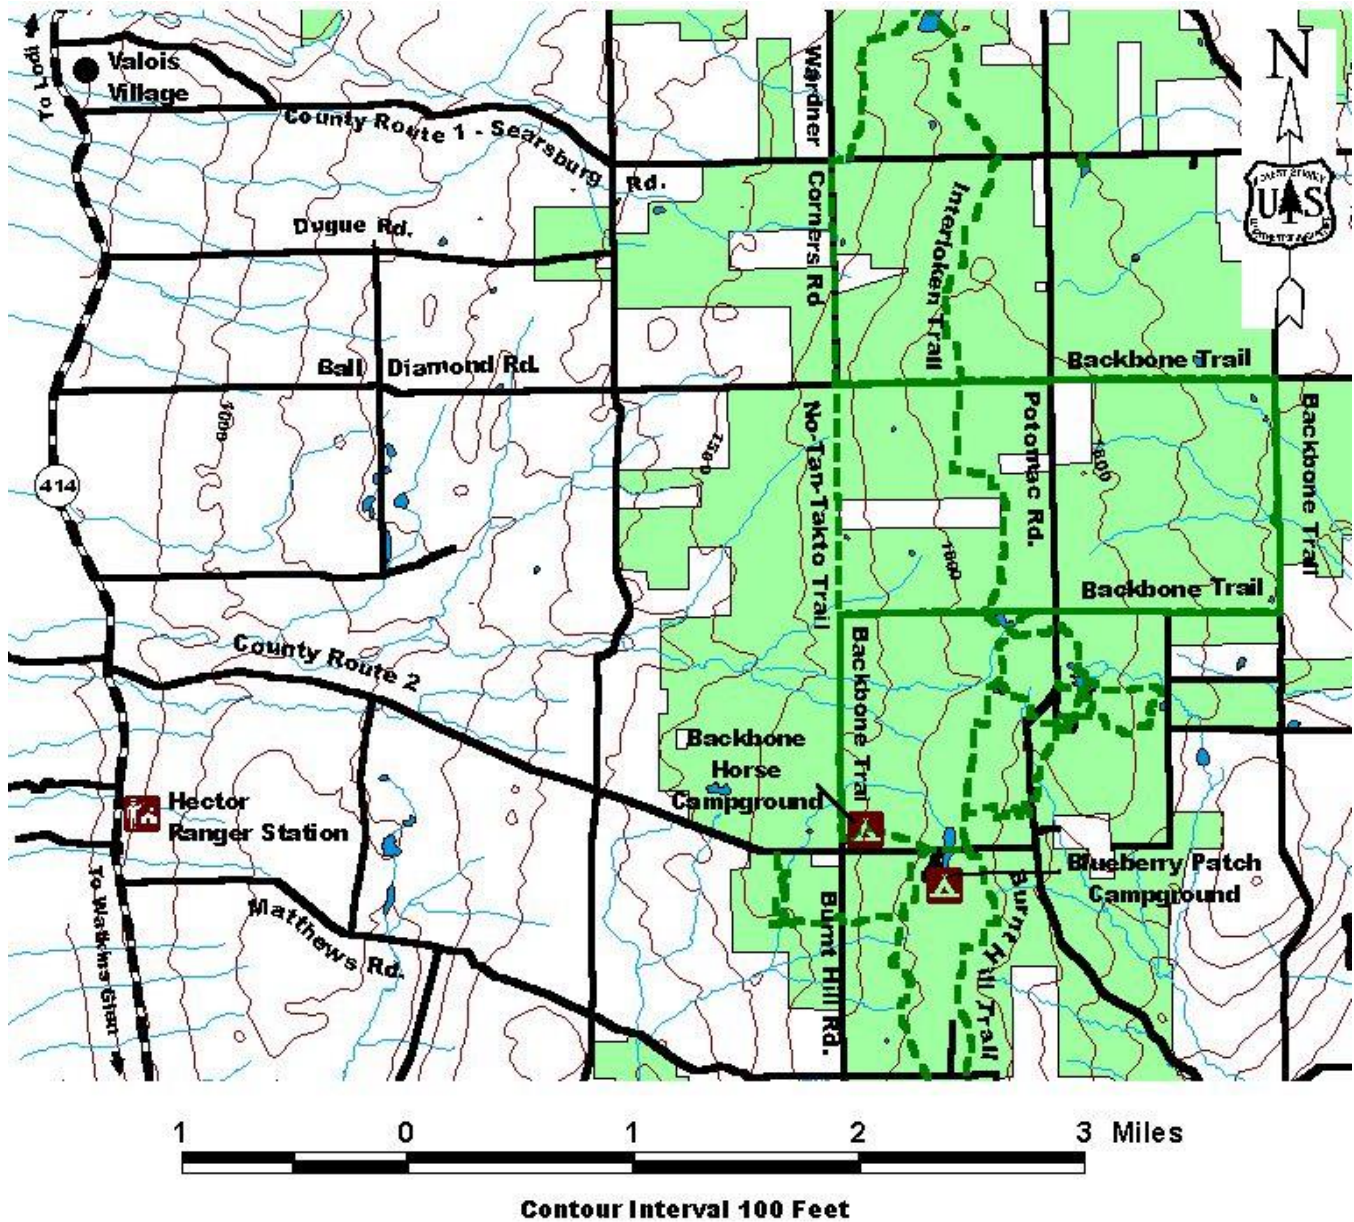 To Lodi
Valois
Village
County Route 1 - Searsburg Rd.
Wardner Corners Rd
Interloken Trail
N
US
Dugue Rd.
Ball Diamond Rd.
Backbone Trail
Backbone Trail
No-Tan-Takto Trail
Potomac Rd.
1000
1500
1800
1800
414
Backbone Trail
County Route 2
Backbone Trail
Backbone
Horse
Campground
Hector
Ranger Station
Blueberry Patch
Campground
Matthews Rd.
Burnt Hill Rd.
Burnt Hill Trail
To Watkins Glen
1 0 1 2 3 Miles
Contour Interval 100 Feet